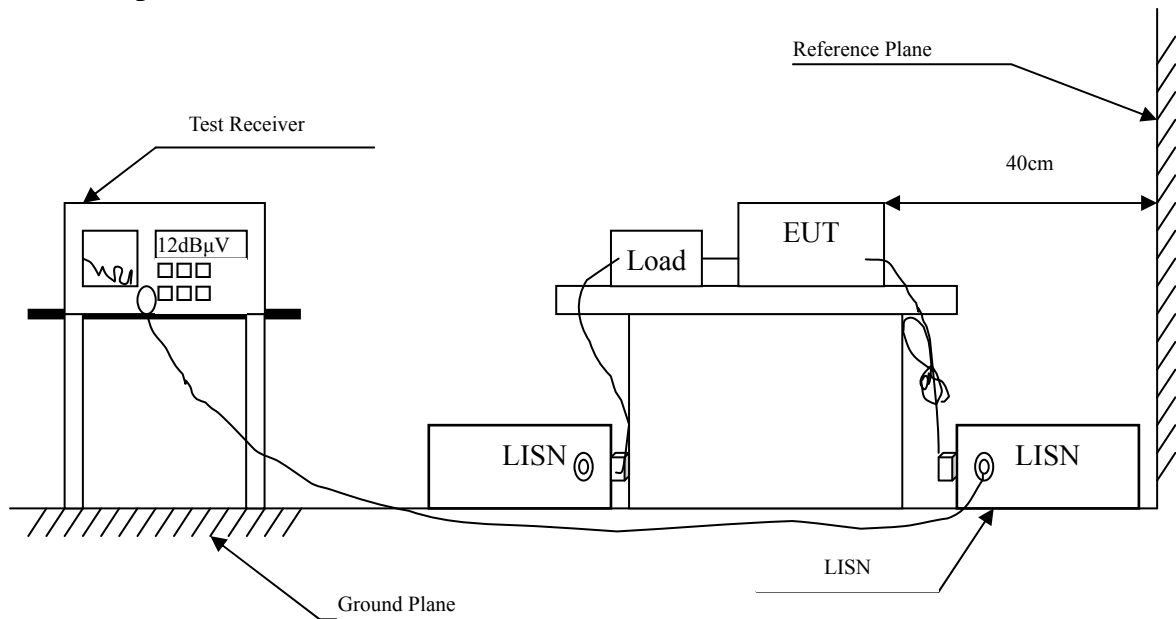 Reference Plane
Test Receiver
40cm
12dBμV
EUT
Load
LISN
LISN
LISN
Ground Plane